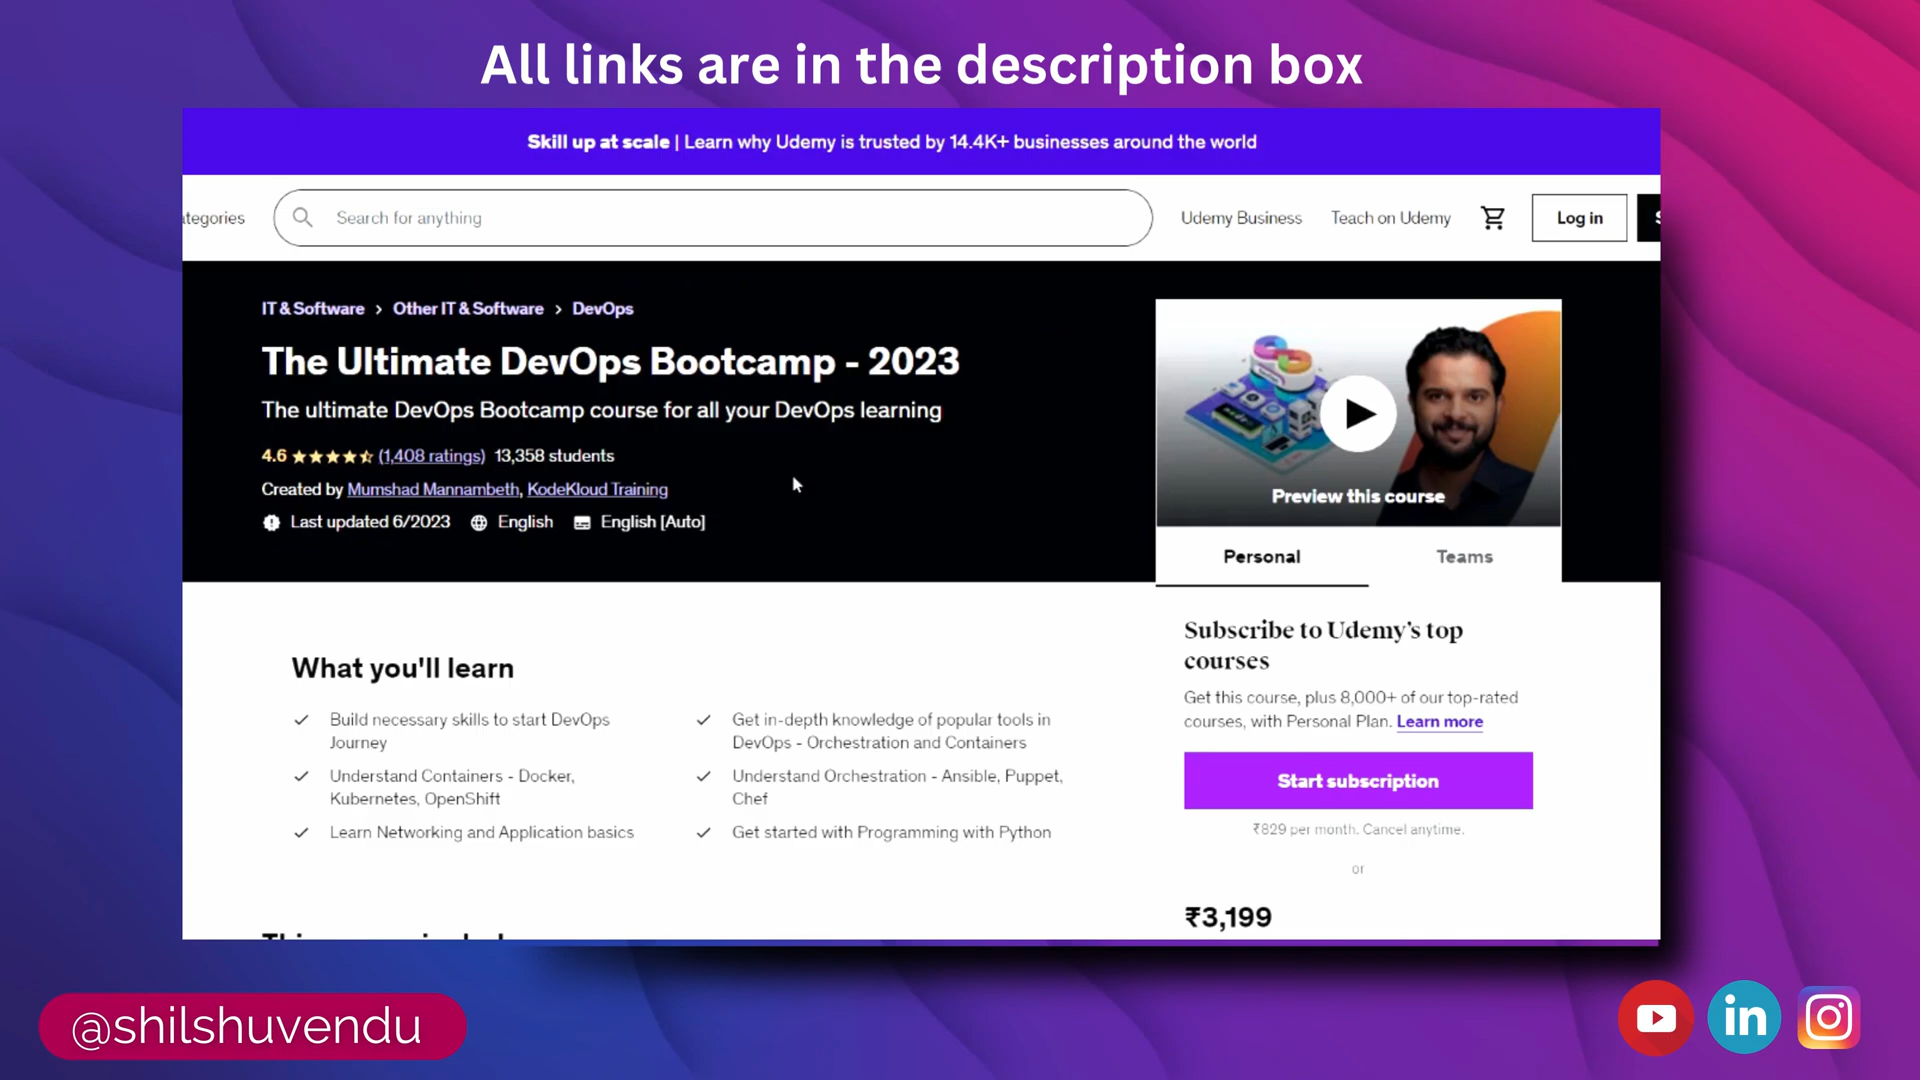 All links are in the description box
Skill up at scale | Learn why Udemy is trusted by 14.4K+ businesses around the world
ategories
Search for anything
Udemy Business
Teach on Udemy
Log in
S
IT & Software > Other IT & Software > DevOps
The Ultimate DevOps Bootcamp - 2023
The ultimate DevOps Bootcamp course for all your DevOps learning
4.6 (1,408 ratings) 13,358 students
Created by Mumshad Mannambeth, KodeKloud Training
Last updated 6/2023 English English [Auto]
Preview this course
Personal
Teams
Subscribe to Udemy's top
courses
Get this course, plus 8,000+ of our top-rated
courses, with Personal Plan. Learn more
Start subscription
₹829 per month. Cancel anytime.
or
₹3,199
What you'll learn
Build necessary skills to start DevOps
Journey
Understand Containers - Docker,
Kubernetes, OpenShift
Learn Networking and Application basics
Get in-depth knowledge of popular tools in
DevOps - Orchestration and Containers
Understand Orchestration - Ansible, Puppet,
Chef
Get started with Programming with Python
@shilshuvendu
in